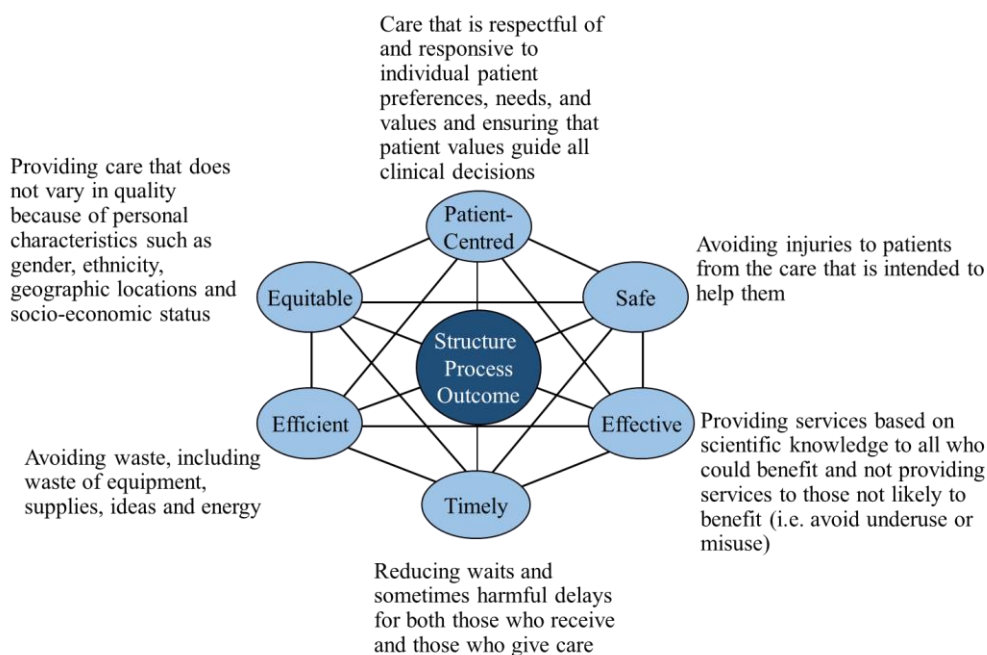 Care that is respectful of
and responsive to
individual patient
preferences, needs, and
values and ensuring that
patient values guide all
clinical decisions
Providing care that does
not vary in quality
because of personal
characteristics such as
gender, ethnicity,
geographic locations and
socio-economic status
Patient-
Centred
Avoiding injuries to patients
from the care that is intended to
help them
Equitable
Safe
Structure
Process
Outcome
Efficient
Effective
Avoiding waste, including
waste of equipment,
supplies, ideas and energy
Providing services based on
scientific knowledge to all who
could benefit and not providing
services to those not likely to
benefit (i.e. avoid underuse or
misuse)
Timely
Reducing waits and
sometimes harmful delays
for both those who receive
and those who give care